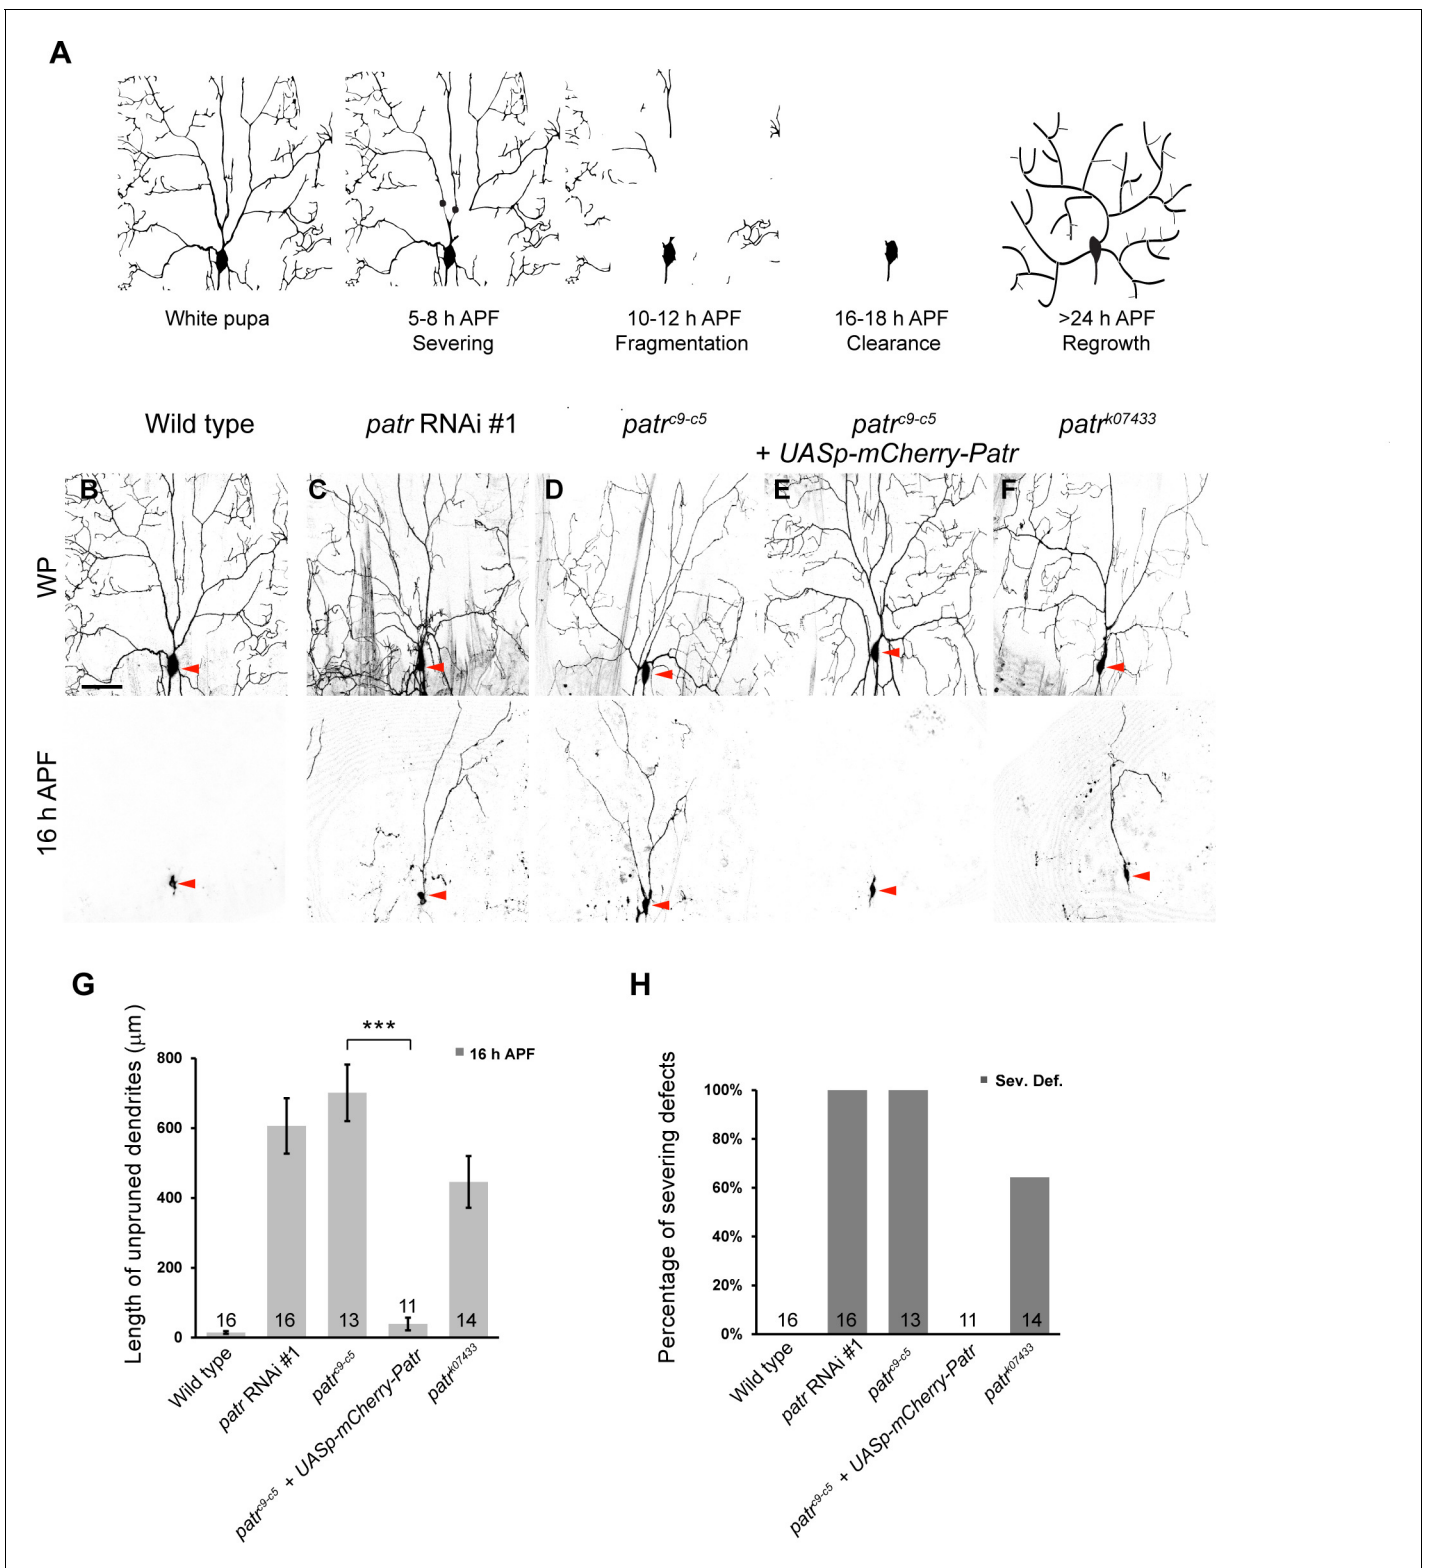 A
White pupa
5-8 h APF
Severing
10-12 h APF
Fragmentation
16-18 h APF
Clearance
>24 h APF
Regrowth
Wild type
patr RNAi #1
patrc9-c5
patrc9-c5
+ UASp-mCherry-Patr
patrk07433
WP
B
C
D
E
F
16 h APF
G
Length of unpruned dendrites (μm)
800
600
400
200
0
***
16 h APF
16
16
13
11
14
Wild type
patr RNAi #1
patrc9-c5
patrc9-c5 + UASp-mCherry-Patr
patrk07433
H
Percentage of severing defects
100%
80%
60%
40%
20%
0%
Sev. Def.
16
16
13
11
14
Wild type
patr RNAi #1
patrc9-c5
patrc9-c5 + UASp-mCherry-Patr
patrk07433